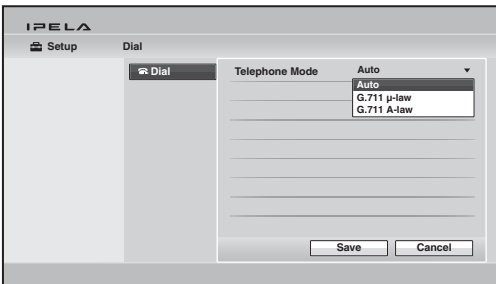 IPELA
Setup Dial
Dial
Telephone Mode Auto
Auto
G.711 µ-law
G.711 A-law
Save Cancel